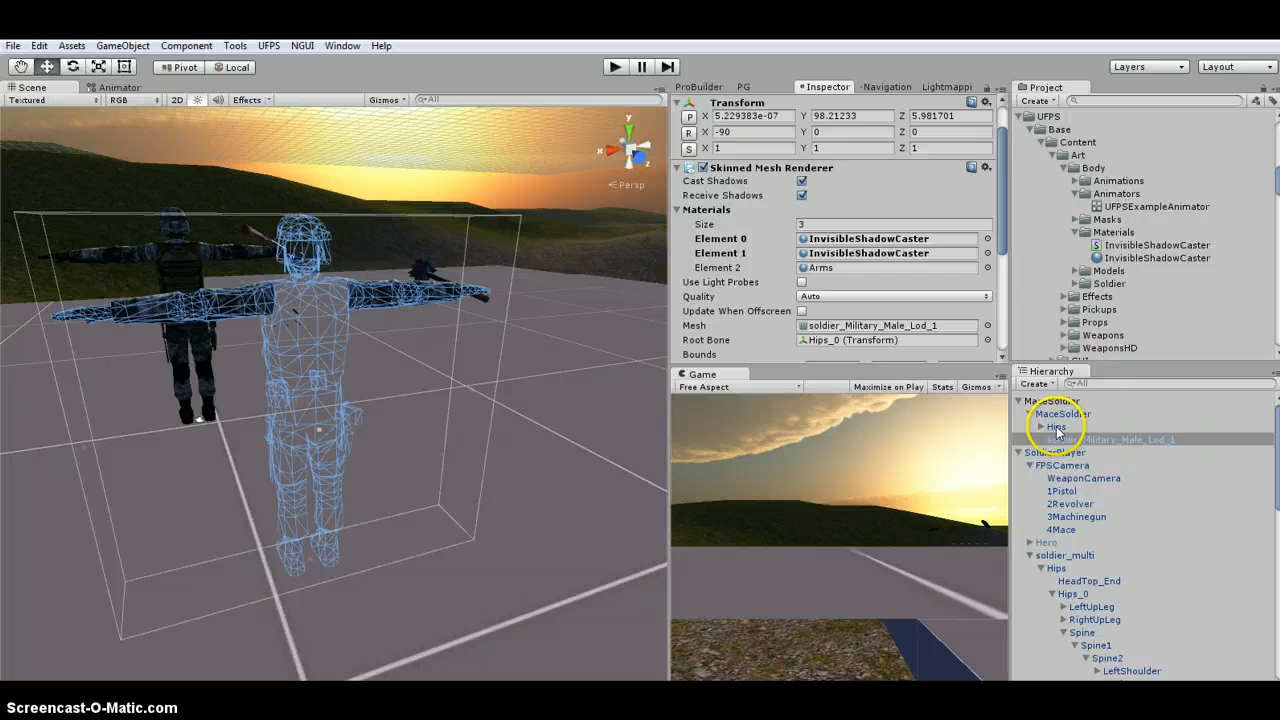 File Edit Assets GameObject Component Tools UFPS NGUI Window Help
Pivot Local Layers Layout
Scene Animator
Textured RGB 2D Effects Gizmos All
y
x
z
Persp
ProBuilder PG Inspector Navigation Lightmappi
Transform
P X 5.229383e-07 Y 98.21233 Z 5.981701
R X -90 Y 0 Z 0
S X 1 Y 1 Z 1
Skinned Mesh Renderer
Cast Shadows
Receive Shadows
Materials
Size 3
Element 0 InvisibleShadowCaster
Element 1 InvisibleShadowCaster
Element 2 Arms
Use Light Probes
Quality Auto
Update When Offscreen
Mesh soldier_Military_Male_Lod_1
Root Bone Hips_0 (Transform)
Bounds
Game
Free Aspect Maximize on Play Stats Gizmos
Project
Create
UFPS
Base
Content
Art
Body
Animations
Animators
UFPSExampleAnimator
Masks
Materials
InvisibleShadowCaster
InvisibleShadowCaster
Models
Soldier
Effects
Pickups
Props
Weapons
WeaponsHD
Hierarchy
Create All
MaceSoldier
MaceSoldier
Hips
soldier_Military_Male_Lod_1
SoldierPlayer
FPSCamera
WeaponCamera
1Pistol
2Revolver
3Machinegun
4Mace
Hero
soldier_multi
Hips
HeadTop_End
Hips_0
LeftUpLeg
RightUpLeg
Spine
Spine1
Spine2
LeftShoulder
Screencast-O-Matic.com